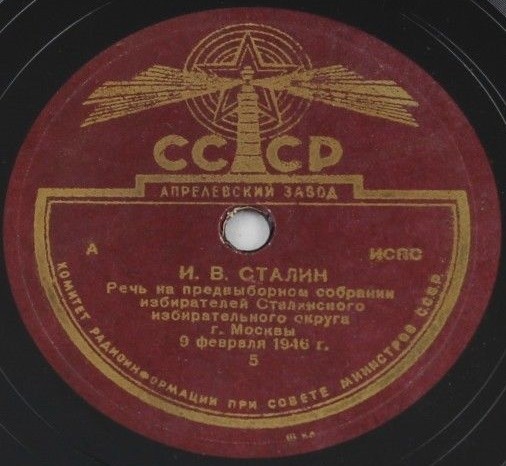 СССР
АПРЕЛЕВСКИЙ ЗАВОД
А
ИСПС
И. В. СТАЛИН
Речь на предвыборном собрании
избирателей Сталинского
избирательного округа
г. Москвы
9 февраля 1946 г.
5
КОМИТЕТ РАДИОИНФОРМАЦИИ ПРИ СОВЕТЕ МИНИСТРОВ СССР